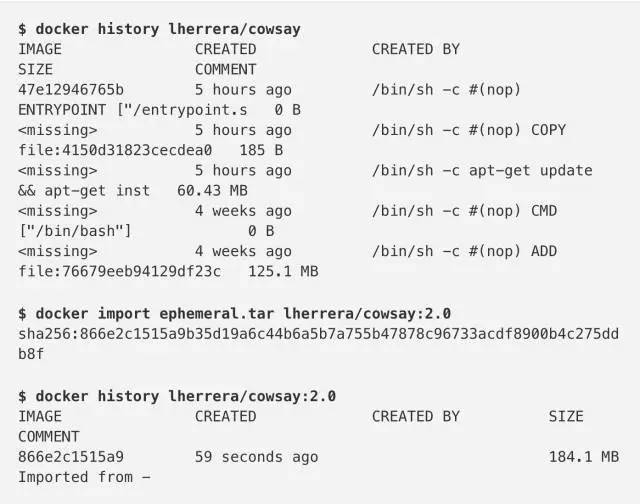 $ docker history lherrera/cowsay
IMAGE CREATED CREATED BY
SIZE COMMENT
47e12946765b 5 hours ago /bin/sh -c #(nop)
ENTRYPOINT ["/entrypoint.s 0 B
<missing> 5 hours ago /bin/sh -c #(nop) COPY
file:4150d31823cecdea0 185 B
<missing> 5 hours ago /bin/sh -c apt-get update
&& apt-get inst 60.43 MB
<missing> 4 weeks ago /bin/sh -c #(nop) CMD
["/bin/bash"] 0 B
<missing> 4 weeks ago /bin/sh -c #(nop) ADD
file:76679eeb94129df23c 125.1 MB
$ docker import ephemeral.tar lherrera/cowsay:2.0
sha256:866e2c1515a9b35d19a6c44b6a5b7a755b47878c96733acdf8900b4c275dd
b8f
$ docker history lherrera/cowsay:2.0
IMAGE CREATED CREATED BY SIZE
COMMENT
866e2c1515a9 59 seconds ago 184.1 MB
Imported from -